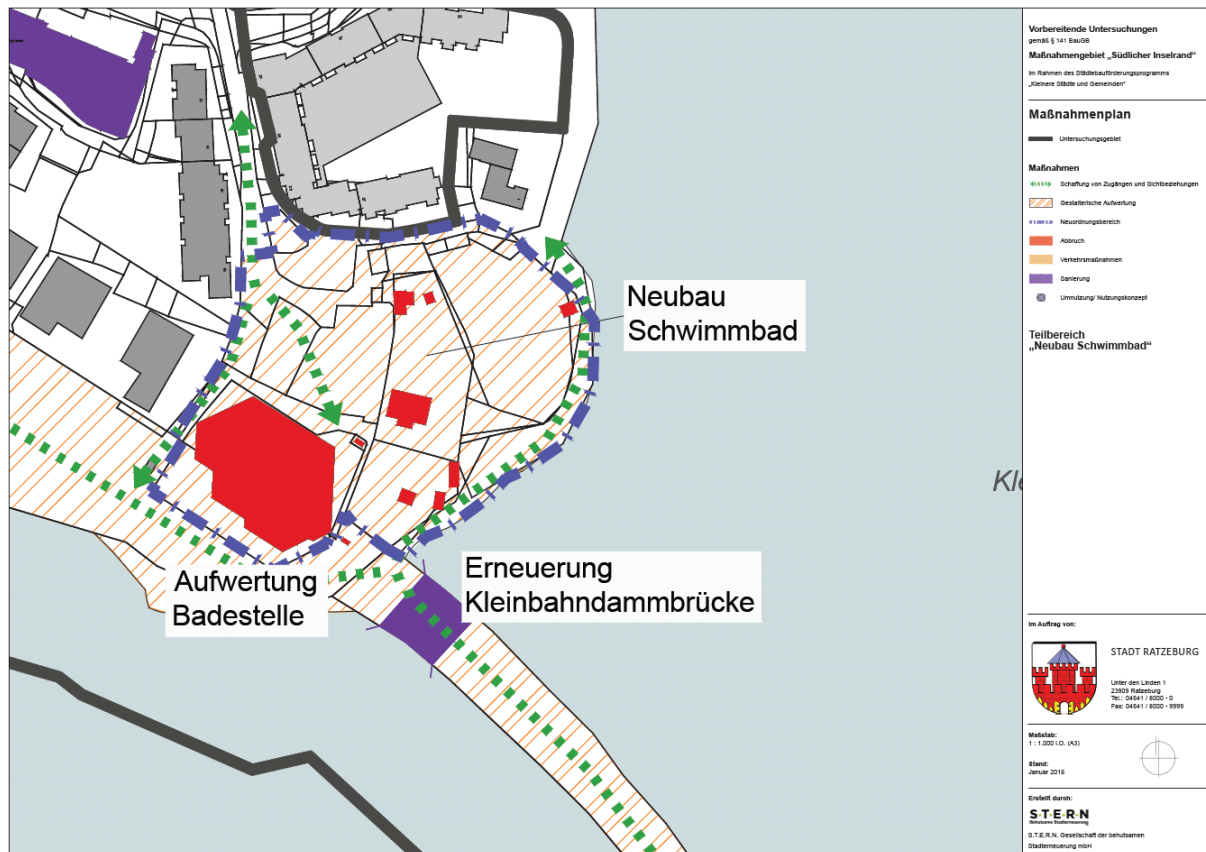 Neubau
Schwimmbad
Aufwertung
Badestelle
Erneuerung
Kleinbahndammbrücke
Kle
Vorbereitende Untersuchungen
gemäß § 141 BauGB
Maßnahmengebiet „Südlicher Inselrand“
im Rahmen des Städtebauförderungsprogramms
„Kleinere Städte und Gemeinden“
Maßnahmenplan
Untersuchungsgebiet
Maßnahmen
Schaffung von Zugängen und Sichtbeziehungen
Gestalterische Aufwertung
Neuordnungsbereich
Abbruch
Verkehrsmaßnahmen
Sanierung
Umnutzung/ Nutzungskonzept
Teilbereich
„Neubau Schwimmbad“
Im Auftrag von:
STADT RATZEBURG
Unter den Linden 1
23909 Ratzeburg
Tel.: 04541 / 8000 - 0
Fax: 04541 / 8000 - 9999
Maßstab:
1 : 1.000 i.O. (A3)
Stand:
Januar 2016
Erstellt durch:
S·T·E·R·N
Behutsame Stadterneuerung
S.T.E.R.N. Gesellschaft der behutsamen
Stadterneuerung mbH